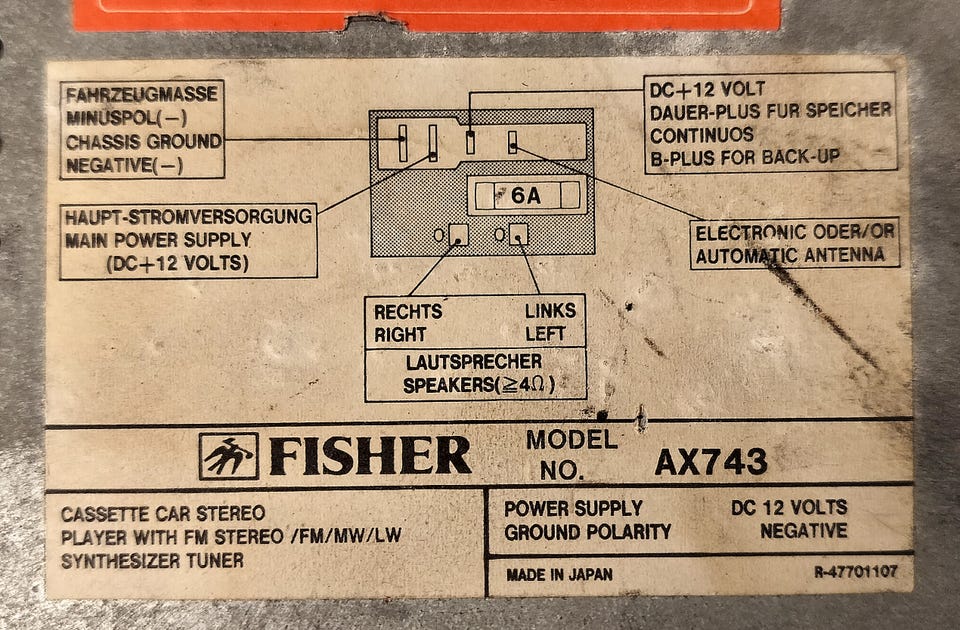 FAHRZEUGMASSE
MINUSPOL(-)
CHASSIS GROUND
NEGATIVE(-)
DC+12 VOLT
DAUER-PLUS FUR SPEICHER
CONTINUOS
B-PLUS FOR BACK-UP
6A
HAUPT-STROMVERSORGUNG
MAIN POWER SUPPLY
(DC+12 VOLTS)
ELECTRONIC ODER/OR
AUTOMATIC ANTENNA
RECHTS LINKS
RIGHT LEFT
LAUTSPRECHER
SPEAKERS(≧4Ω)
FISHER
MODEL NO. AX743
CASSETTE CAR STEREO
PLAYER WITH FM STEREO /FM/MW/LW
SYNTHESIZER TUNER
POWER SUPPLY DC 12 VOLTS
GROUND POLARITY NEGATIVE
MADE IN JAPAN R-47701107